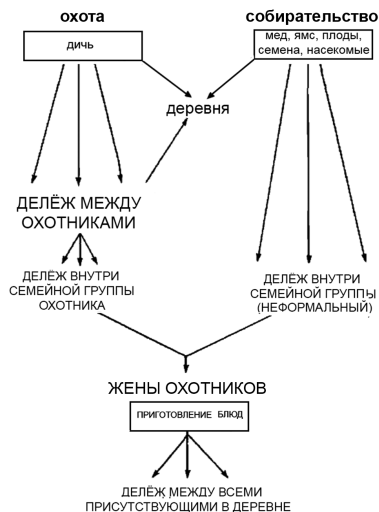 охота
собирательство
дичь
мед, ямс, плоды,
семена, насекомые
деревня
ДЕЛЁЖ МЕЖДУ
ОХОТНИКАМИ
ДЕЛЁЖ ВНУТРИ
СЕМЕЙНОЙ ГРУППЫ
ОХОТНИКА
ДЕЛЁЖ ВНУТРИ
СЕМЕЙНОЙ ГРУППЫ
(НЕФОРМАЛЬНЫЙ)
ЖЕНЫ ОХОТНИКОВ
ПРИГОТОВЛЕНИЕ БЛЮД
ДЕЛЁЖ МЕЖДУ ВСЕМИ
ПРИСУТСТВУЮЩИМИ В ДЕРЕВНЕ